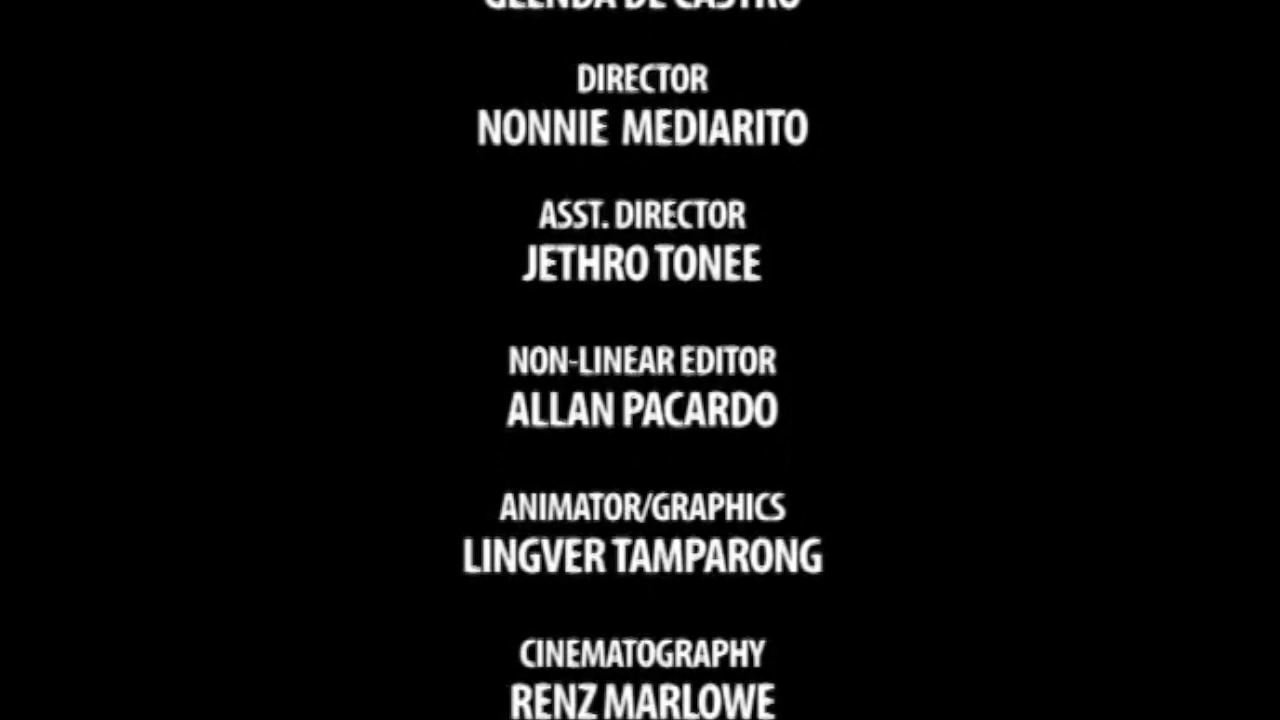 GLENDA DE CASTRO
DIRECTOR
NONNIE MEDIARITO
ASST. DIRECTOR
JETHRO TONEE
NON-LINEAR EDITOR
ALLAN PACARDO
ANIMATOR/GRAPHICS
LINGVER TAMPARONG
CINEMATOGRAPHY
RENZ MARLOWE